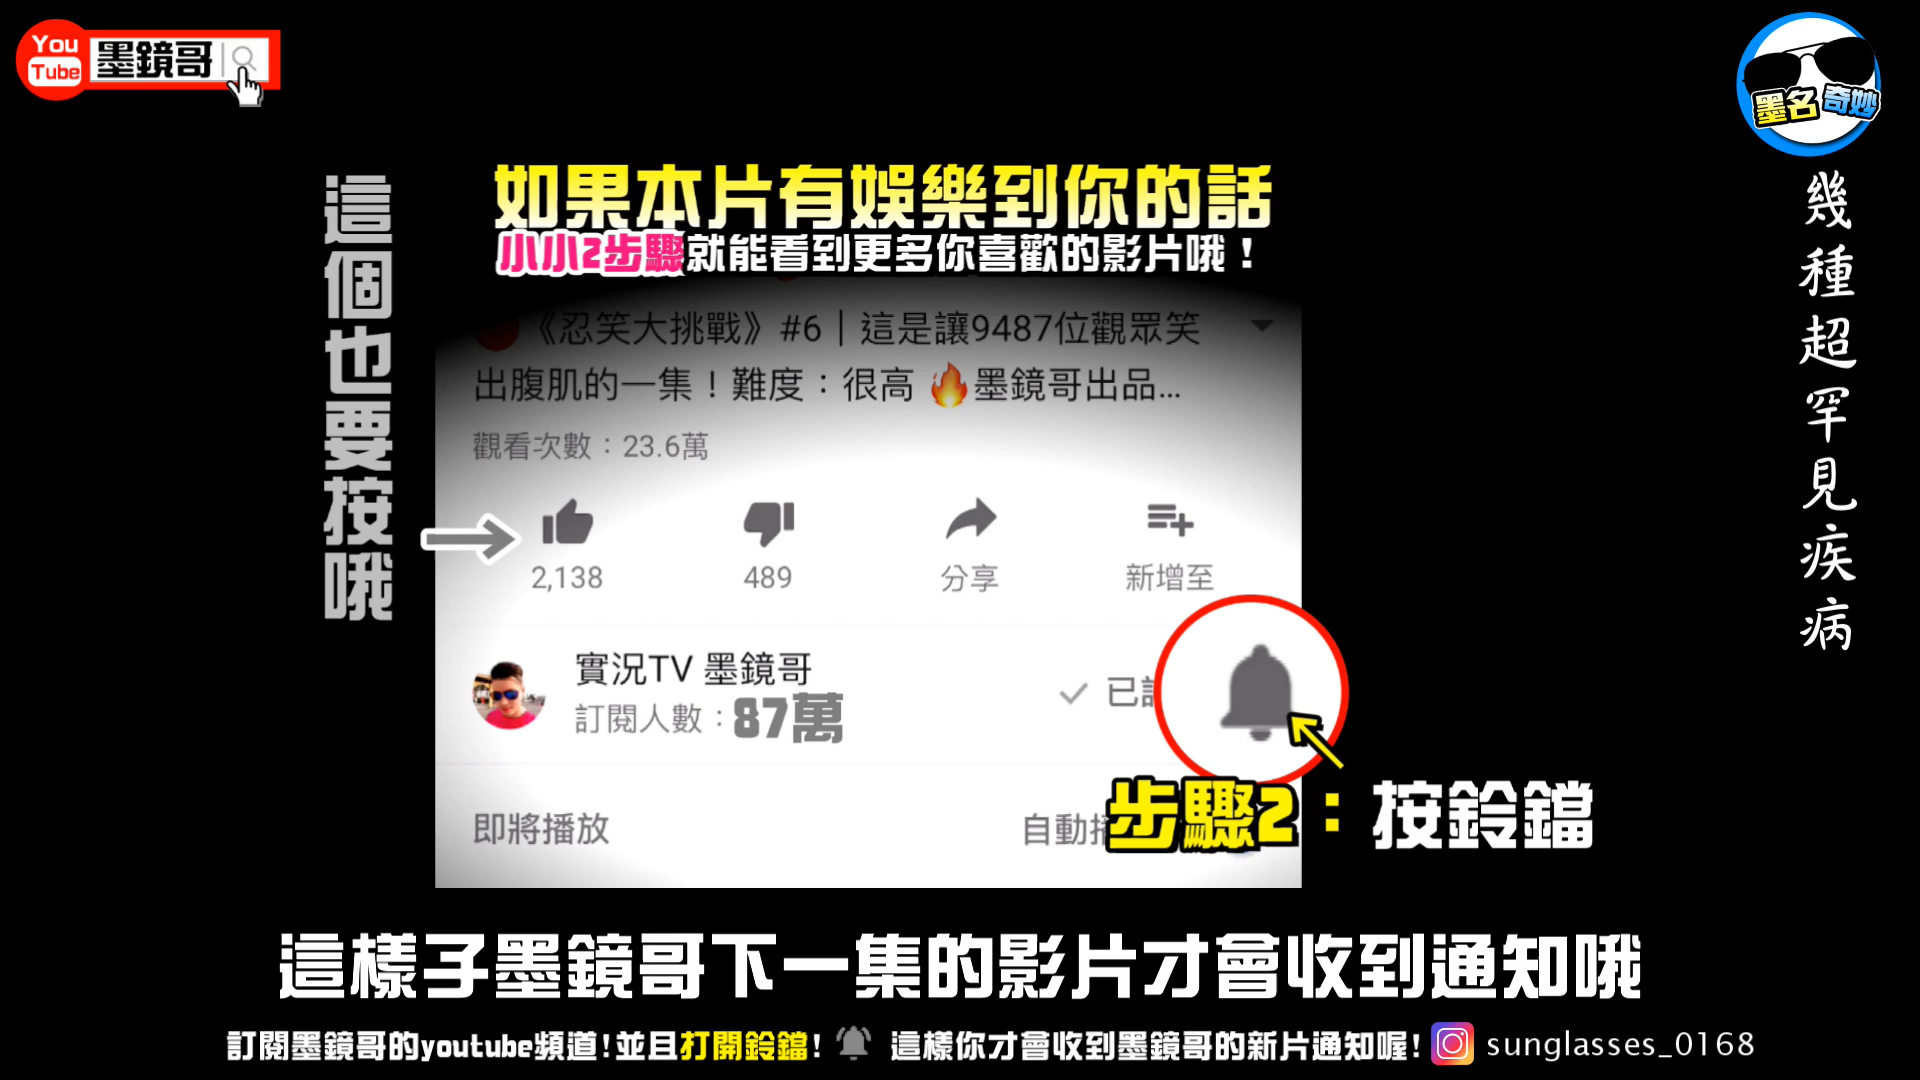 You
Tube
墨鏡哥
墨名奇妙
幾種超罕見疾病
這個也要按哦
如果本片有娛樂到你的話
小小2步驟就能看到更多你喜歡的影片哦！
《忍笑大挑戰》#6｜這是讓9487位觀眾笑
出腹肌的一集！難度：很高 🔥墨鏡哥出品...
觀看次數：23.6萬
2,138
489
分享
新增至
實況TV 墨鏡哥
訂閱人數：87萬
已
即將播放
自動
步驟2：按鈴鐺
這樣子墨鏡哥下一集的影片才會收到通知哦
訂閱墨鏡哥的youtube頻道!並且打開鈴鐺! 這樣你才會收到墨鏡哥的新片通知喔! sunglasses_0168